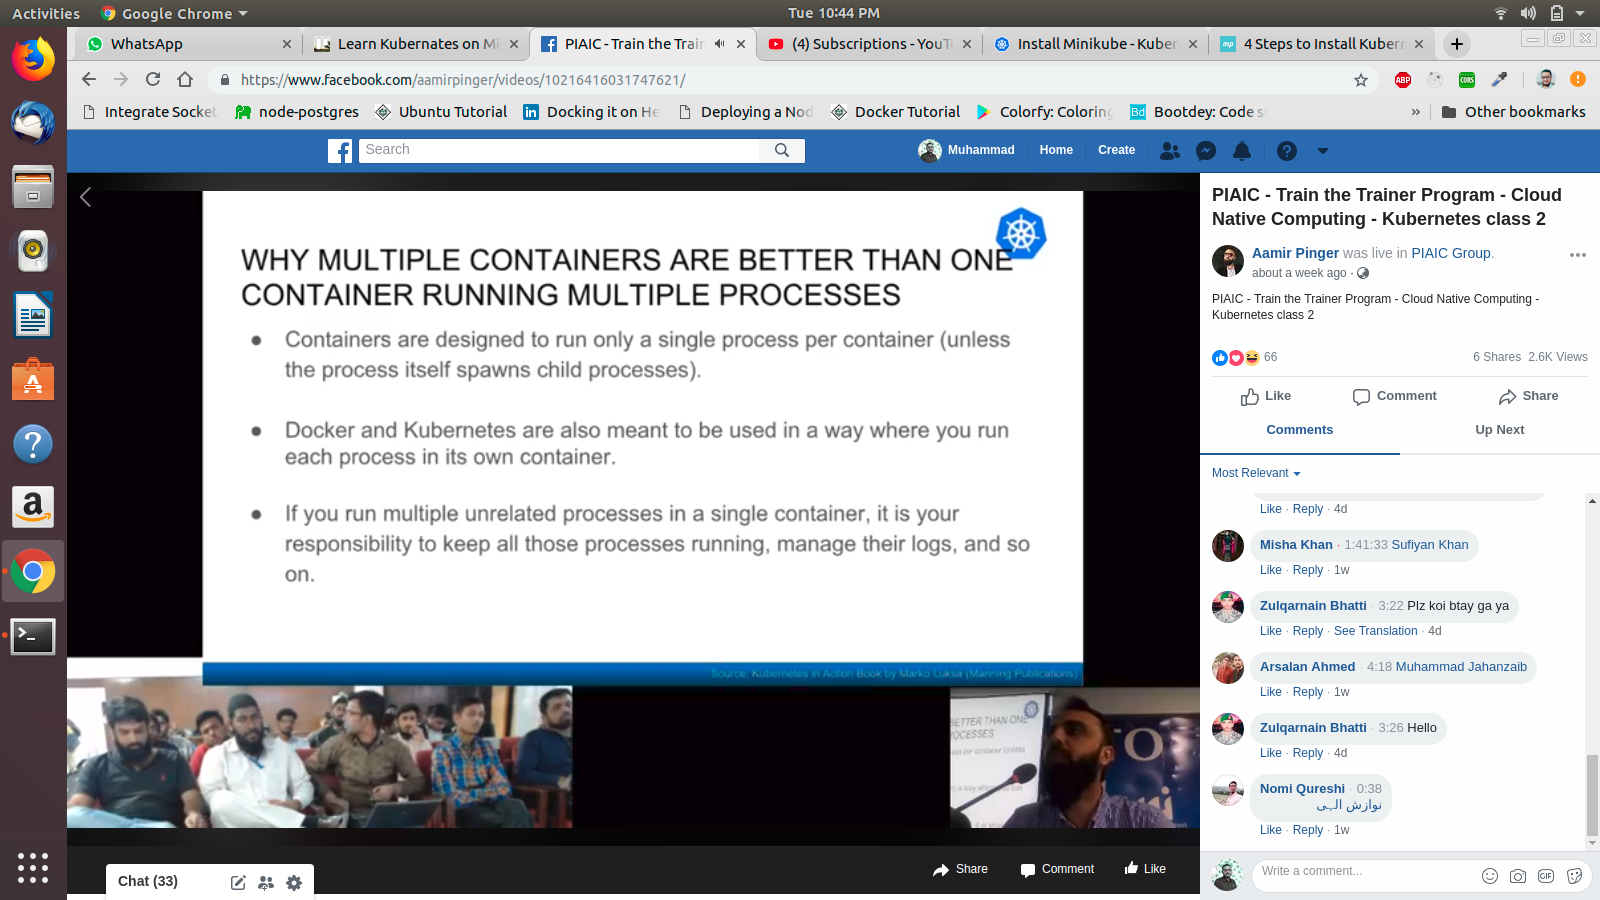 Activities
Google Chrome
Tue 10:44 PM
WhatsApp
Learn Kubernates on Mi
PIAIC - Train the Train
(4) Subscriptions - YouTu
Install Minikube - Kuber
4 Steps to Install Kubern
https://www.facebook.com/aamirpinger/videos/10216416031747621/
ABP
CORS
Integrate Socket
node-postgres
Ubuntu Tutorial
Docking it on He
Deploying a Nod
Docker Tutorial
Colorfy: Coloring
Bootdey: Code s
»
Other bookmarks
Search
Muhammad
Home
Create
WHY MULTIPLE CONTAINERS ARE BETTER THAN ONE
CONTAINER RUNNING MULTIPLE PROCESSES
● Containers are designed to run only a single process per container (unless
the process itself spawns child processes).
● Docker and Kubernetes are also meant to be used in a way where you run
each process in its own container.
● If you run multiple unrelated processes in a single container, it is your
responsibility to keep all those processes running, manage their logs, and so
on.
Source: Kubernetes in Action Book by Marko Luksa (Manning Publications)
BETTER THAN ONE
OCESSES
Share
Comment
Like
Chat (33)
PIAIC - Train the Trainer Program - Cloud
Native Computing - Kubernetes class 2
Aamir Pinger was live in PIAIC Group.
about a week ago ·
PIAIC - Train the Trainer Program - Cloud Native Computing -
Kubernetes class 2
66
6 Shares 2.6K Views
Like
Comment
Share
Comments
Up Next
Most Relevant
Like · Reply · 4d
Misha Khan · 1:41:33 Sufiyan Khan
Like · Reply · 1w
Zulqarnain Bhatti · 3:22 Plz koi btay ga ya
Like · Reply · See Translation · 4d
Arsalan Ahmed · 4:18 Muhammad Jahanzaib
Like · Reply · 1w
Zulqarnain Bhatti · 3:26 Hello
Like · Reply · 4d
Nomi Qureshi · 0:38
نوازش الہی
Like · Reply · 1w
Write a comment...
GIF